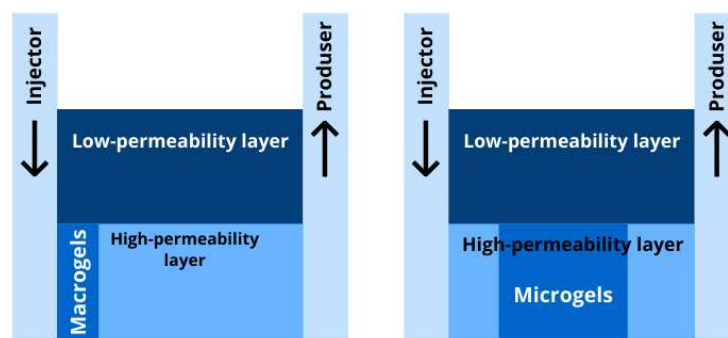 Injector
Low-permeability layer
Produser
Macrogels
High-permeability
layer
Injector
Low-permeability layer
Produser
High-permeability layer
Microgels